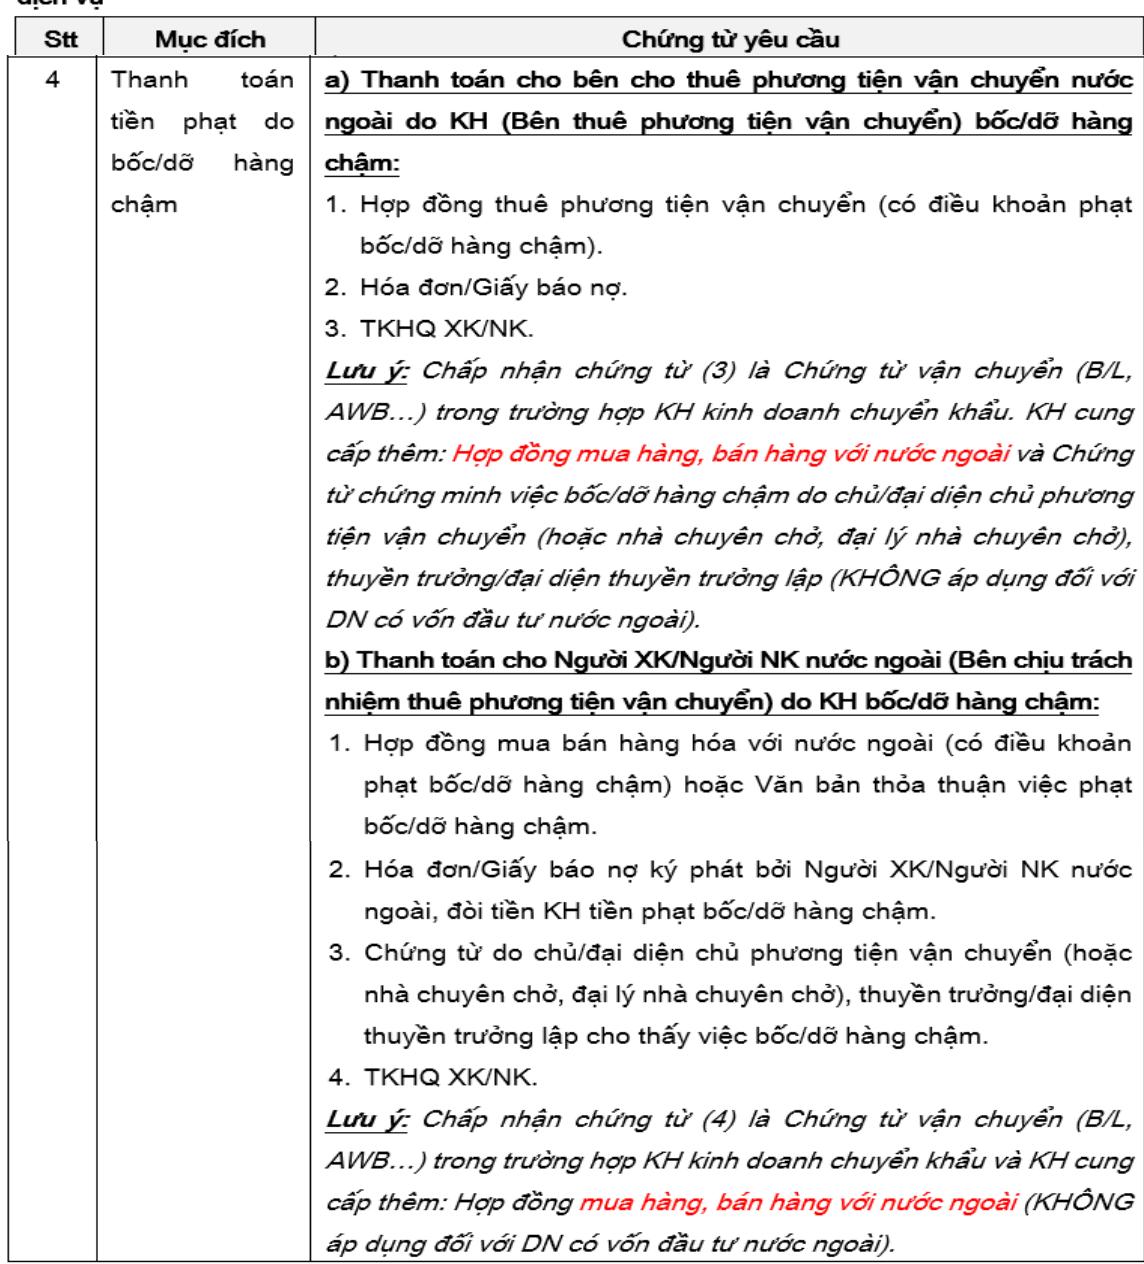 dịch vụ
Stt Mục đích Chứng từ yêu cầu
4 Thanh toán tiền phạt do bốc/dỡ hàng chậm
a) Thanh toán cho bên cho thuê phương tiện vận chuyển nước
ngoài do KH (Bên thuê phương tiện vận chuyển) bốc/dỡ hàng
chậm:
1. Hợp đồng thuê phương tiện vận chuyển (có điều khoản phạt
bốc/dỡ hàng chậm).
2. Hóa đơn/Giấy báo nợ.
3. TKHQ XK/NK.
Lưu ý: Chấp nhận chứng từ (3) là Chứng từ vận chuyển (B/L,
AWB...) trong trường hợp KH kinh doanh chuyển khẩu. KH cung
cấp thêm: Hợp đồng mua hàng, bán hàng với nước ngoài và Chứng
từ chứng minh việc bốc/dỡ hàng chậm do chủ/đại diện chủ phương
tiện vận chuyển (hoặc nhà chuyên chở, đại lý nhà chuyên chở),
thuyền trưởng/đại diện thuyền trưởng lập (KHÔNG áp dụng đối với
DN có vốn đầu tư nước ngoài).
b) Thanh toán cho Người XK/Người NK nước ngoài (Bên chịu trách
nhiệm thuê phương tiện vận chuyển) do KH bốc/dỡ hàng chậm:
1. Hợp đồng mua bán hàng hóa với nước ngoài (có điều khoản
phạt bốc/dỡ hàng chậm) hoặc Văn bản thỏa thuận việc phạt
bốc/dỡ hàng chậm.
2. Hóa đơn/Giấy báo nợ ký phát bởi Người XK/Người NK nước
ngoài, đòi tiền KH tiền phạt bốc/dỡ hàng chậm.
3. Chứng từ do chủ/đại diện chủ phương tiện vận chuyển (hoặc
nhà chuyên chở, đại lý nhà chuyên chở), thuyền trưởng/đại diện
thuyền trưởng lập cho thấy việc bốc/dỡ hàng chậm.
4. TKHQ XK/NK.
Lưu ý: Chấp nhận chứng từ (4) là Chứng từ vận chuyển (B/L,
AWB...) trong trường hợp KH kinh doanh chuyển khẩu và KH cung
cấp thêm: Hợp đồng mua hàng, bán hàng với nước ngoài (KHÔNG
áp dụng đối với DN có vốn đầu tư nước ngoài).